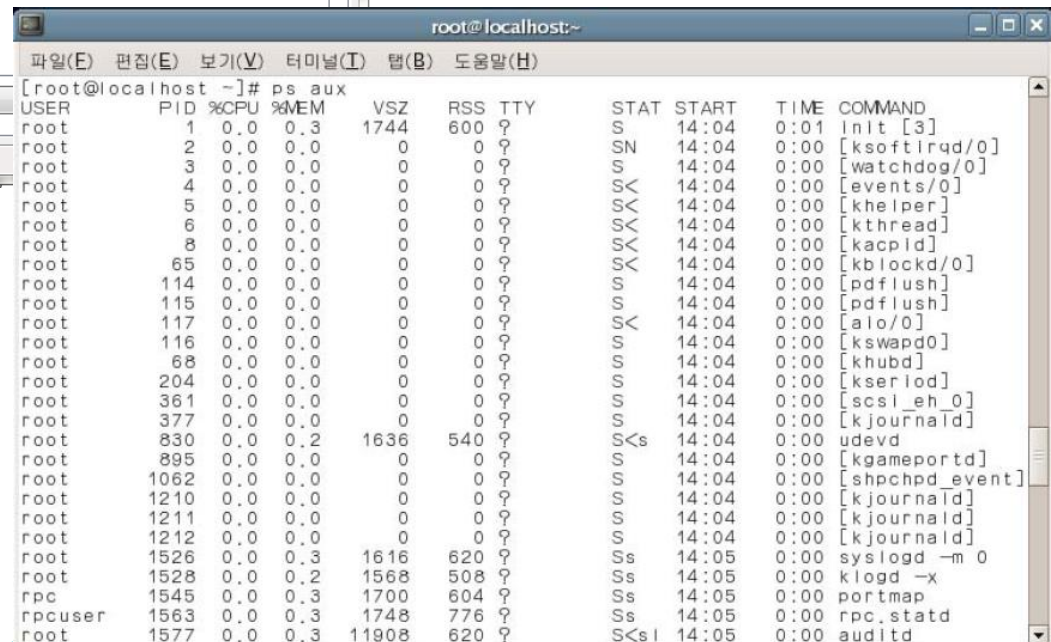 root@localhost:~
파일(F) 편집(E) 보기(V) 터미널(T) 탭(B) 도움말(H)
[root@localhost ~]# ps aux
USER PID %CPU %MEM VSZ RSS TTY STAT START TIME COMMAND
root 1 0.0 0.3 1744 600 ? S 14:04 0:01 init [3]
root 2 0.0 0.0 0 0 ? SN 14:04 0:00 [ksoftirqd/0]
root 3 0.0 0.0 0 0 ? S 14:04 0:00 [watchdog/0]
root 4 0.0 0.0 0 0 ? S< 14:04 0:00 [events/0]
root 5 0.0 0.0 0 0 ? S< 14:04 0:00 [khelper]
root 6 0.0 0.0 0 0 ? S< 14:04 0:00 [kthread]
root 8 0.0 0.0 0 0 ? S< 14:04 0:00 [kacpid]
root 65 0.0 0.0 0 0 ? S< 14:04 0:00 [kblockd/0]
root 114 0.0 0.0 0 0 ? S 14:04 0:00 [pdflush]
root 115 0.0 0.0 0 0 ? S 14:04 0:00 [pdflush]
root 117 0.0 0.0 0 0 ? S< 14:04 0:00 [aio/0]
root 116 0.0 0.0 0 0 ? S 14:04 0:00 [kswapd0]
root 68 0.0 0.0 0 0 ? S 14:04 0:00 [khubd]
root 204 0.0 0.0 0 0 ? S 14:04 0:00 [kseriod]
root 361 0.0 0.0 0 0 ? S 14:04 0:00 [scsi_eh_0]
root 377 0.0 0.0 0 0 ? S 14:04 0:00 [kjournald]
root 830 0.0 0.2 1636 540 ? S<s 14:04 0:00 udevd
root 895 0.0 0.0 0 0 ? S 14:04 0:00 [kgameportd]
root 1062 0.0 0.0 0 0 ? S 14:04 0:00 [shpchpd_event]
root 1210 0.0 0.0 0 0 ? S 14:04 0:00 [kjournald]
root 1211 0.0 0.0 0 0 ? S 14:04 0:00 [kjournald]
root 1212 0.0 0.0 0 0 ? S 14:04 0:00 [kjournald]
root 1526 0.0 0.3 1616 620 ? Ss 14:05 0:00 syslogd -m 0
root 1528 0.0 0.2 1568 508 ? Ss 14:05 0:00 klogd -x
rpc 1545 0.0 0.3 1700 604 ? Ss 14:05 0:00 portmap
rpcuser 1563 0.0 0.3 1748 776 ? Ss 14:05 0:00 rpc.statd
root 1577 0.0 0.3 11908 620 ? S<sl 14:05 0:00 auditd